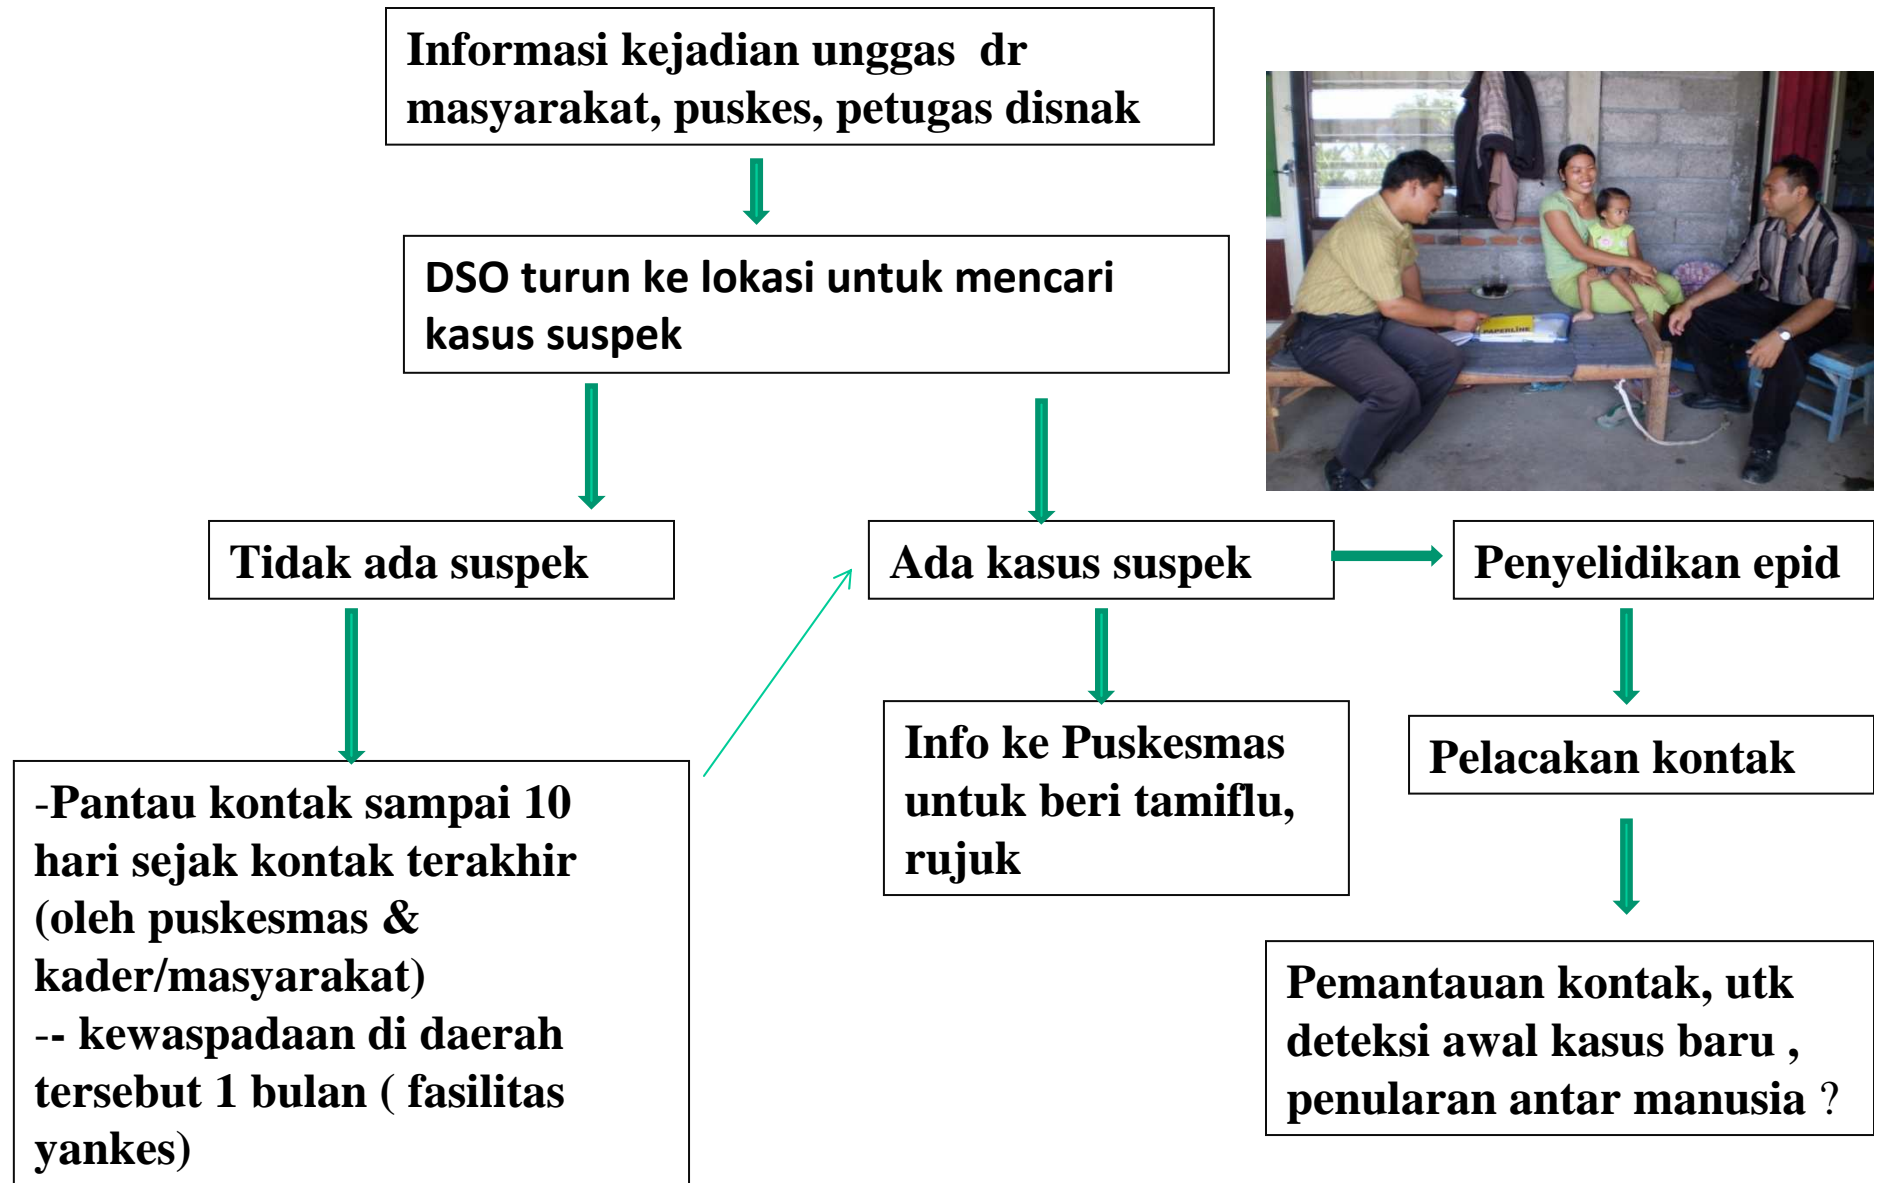 Informasi kejadian unggas  dr
masyarakat, puskes, petugas disnak
DSO turun ke lokasi untuk mencari
kasus suspek
Tidak ada suspek
Ada kasus suspek
Penyelidikan epid
Info ke Puskesmas
untuk beri tamiflu,
rujuk
Pelacakan kontak
-Pantau kontak sampai 10
hari sejak kontak terakhir
(oleh puskesmas &
kader/masyarakat)
-- kewaspadaan di daerah
tersebut 1 bulan ( fasilitas
yankes)
Pemantauan kontak, utk
deteksi awal kasus baru ,
penularan antar manusia ?
PAPERLINE